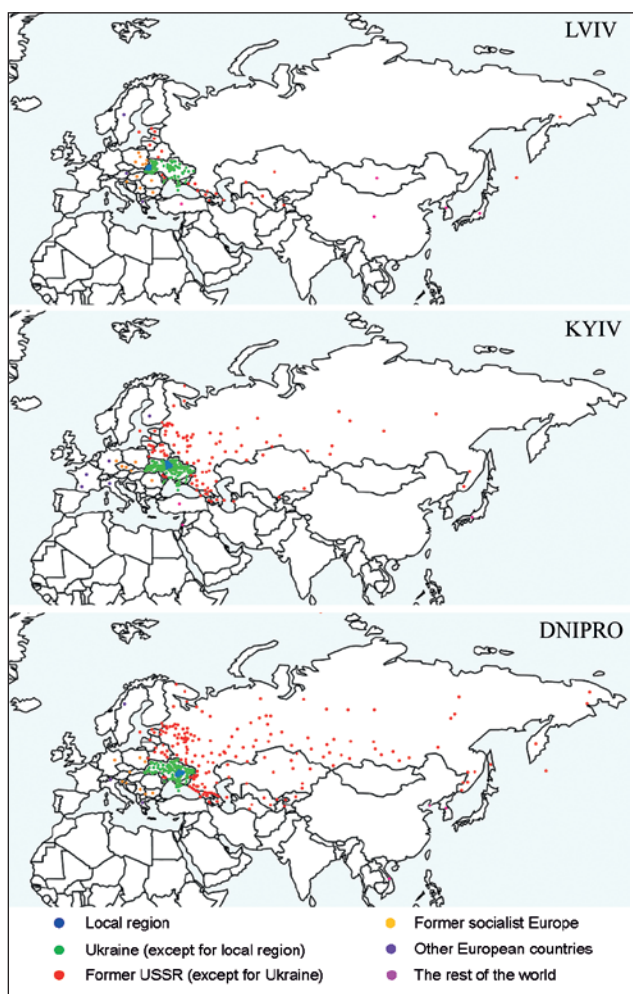 LVIV
KYIV
DNIPRO
Local region
Ukraine (except for local region)
Former USSR (except for Ukraine)
Former socialist Europe
Other European countries
The rest of the world